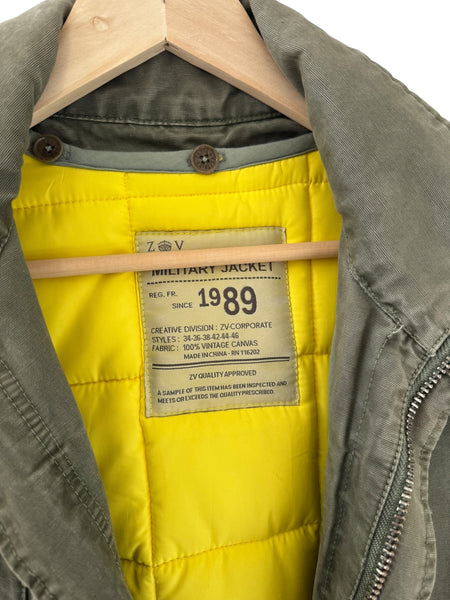 Z V
MILITARY JACKET
REG. FR.
SINCE 1989
CREATIVE DIVISION : ZV-CORPORATE
STYLES : 34-36-38-42-44-46
FABRIC : 100% VINTAGE CANVAS
MADE IN CHINA - RN 116202
ZV QUALITY APPROVED
A SAMPLE OF THIS ITEM HAS BEEN INSPECTED AND
MEETS OR EXCEEDS THE QUALITY PRESCRIBED.